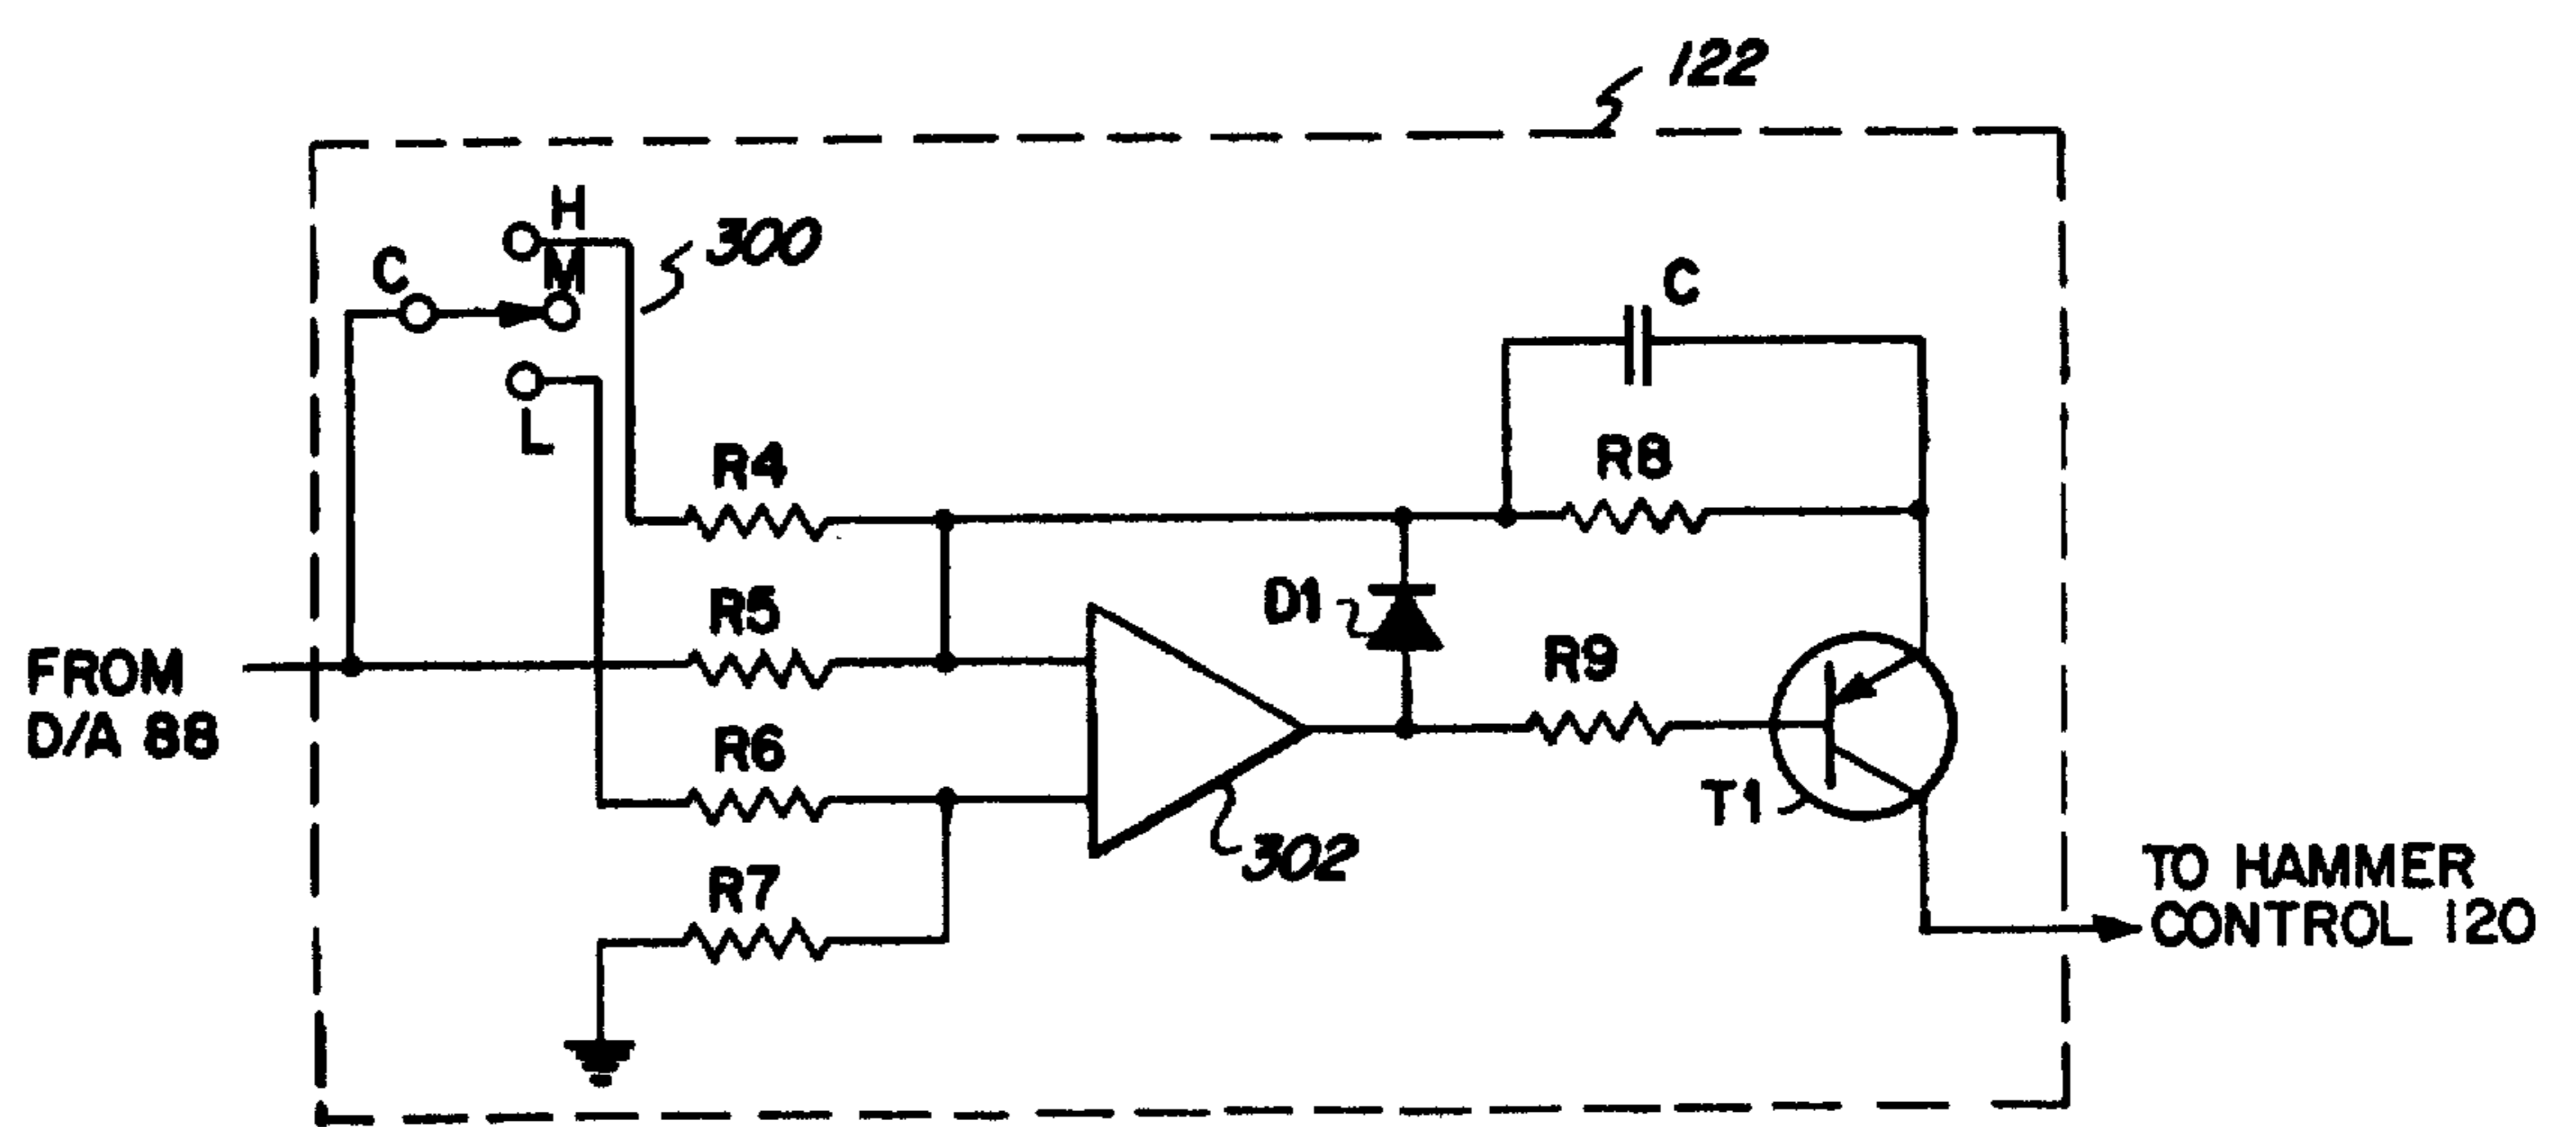 122
H
300
C
M
C
L
R4
R8
D1
R5
R9
FROM
D/A 88
R6
T1
302
R7
TO HAMMER
CONTROL 120